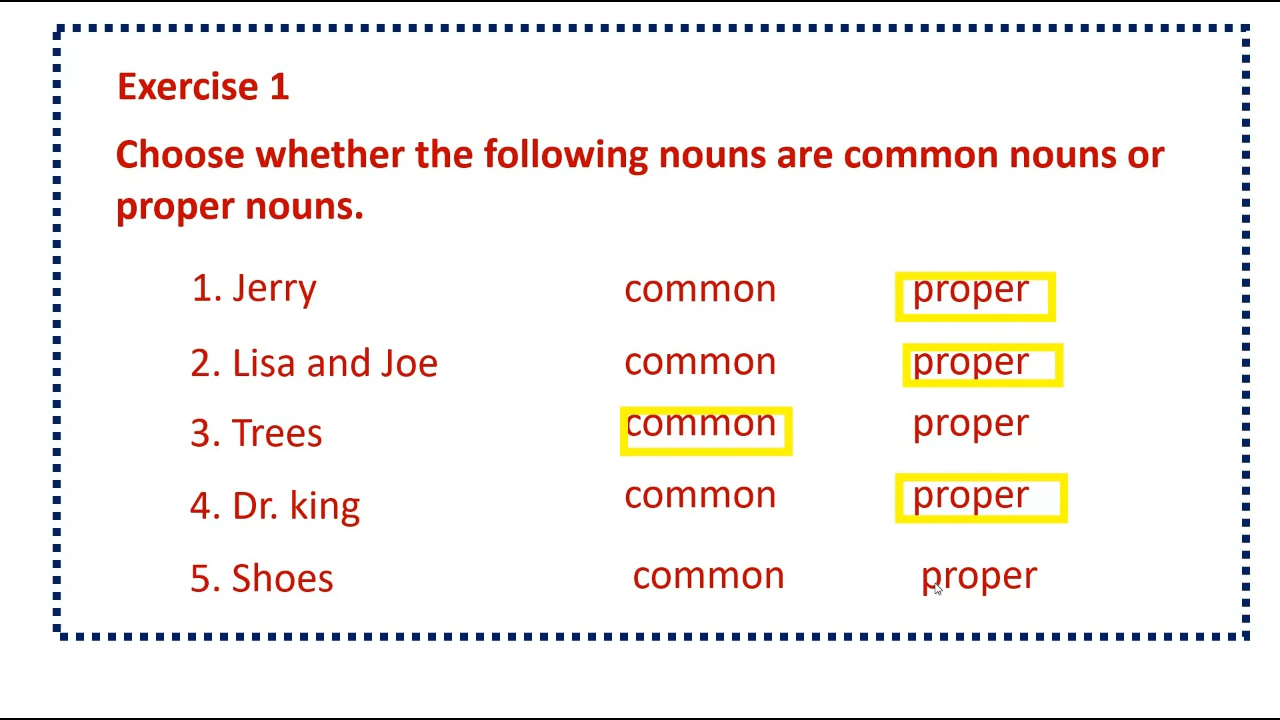 Exercise 1
Choose whether the following nouns are common nouns or
proper nouns.
1. Jerry common proper
2. Lisa and Joe common proper
3. Trees common proper
4. Dr. king common proper
5. Shoes common proper